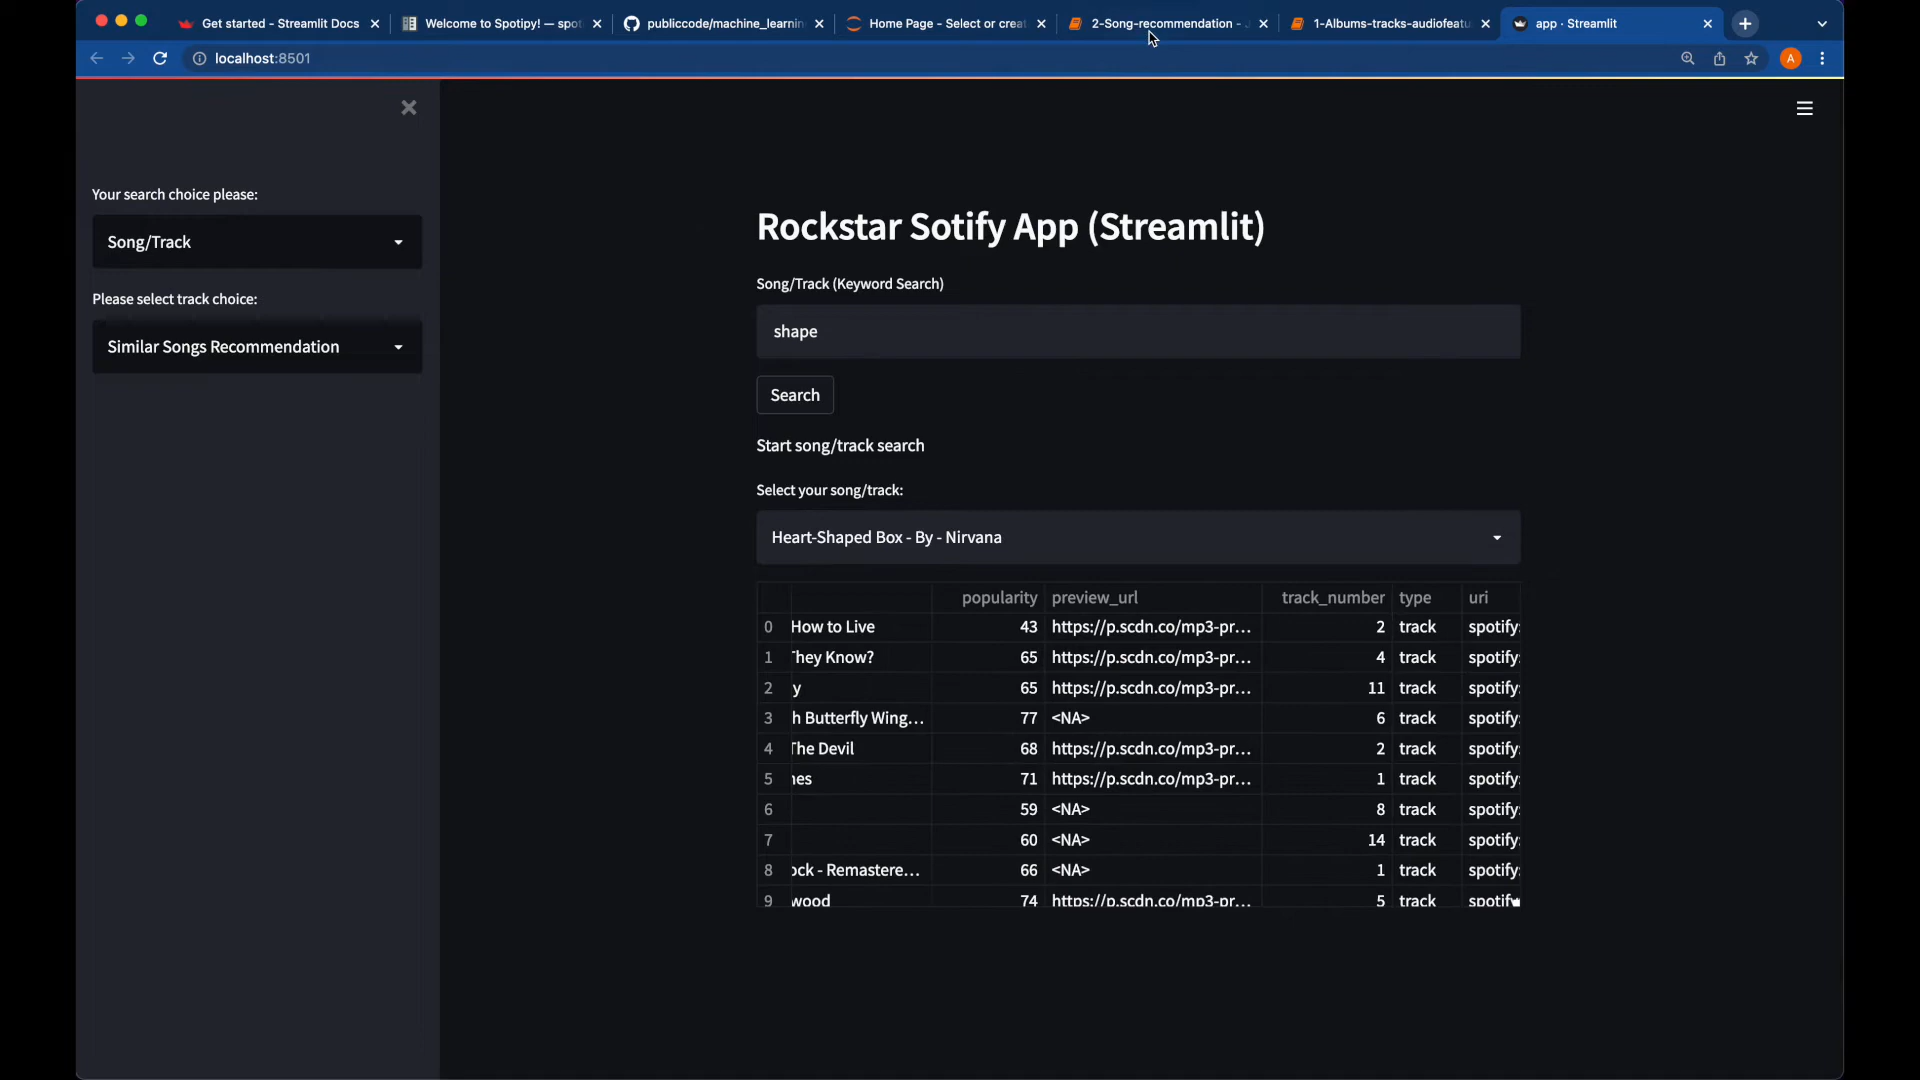 Get started - Streamlit Docs
Welcome to Spotipy! — spot
publiccode/machine_learnin
Home Page - Select or creat
2-Song-recommendation - J
1-Albums-tracks-audiofeatu
app · Streamlit
localhost:8501
A
Your search choice please:
Song/Track
Please select track choice:
Similar Songs Recommendation
Rockstar Sotify App (Streamlit)
Song/Track (Keyword Search)
shape
Search
Start song/track search
Select your song/track:
Heart-Shaped Box - By - Nirvana
popularity preview_url track_number type uri
0 How to Live 43 https://p.scdn.co/mp3-pr... 2 track spotify:
1 They Know? 65 https://p.scdn.co/mp3-pr... 4 track spotify:
2 y 65 https://p.scdn.co/mp3-pr... 11 track spotify:
3 h Butterfly Wing... 77 <NA> 6 track spotify:
4 The Devil 68 https://p.scdn.co/mp3-pr... 2 track spotify:
5 nes 71 https://p.scdn.co/mp3-pr... 1 track spotify:
6 59 <NA> 8 track spotify:
7 60 <NA> 14 track spotify:
8 ock - Remastere... 66 <NA> 1 track spotify:
9 wood 74 https://p.scdn.co/mp3-pr... 5 track spotify